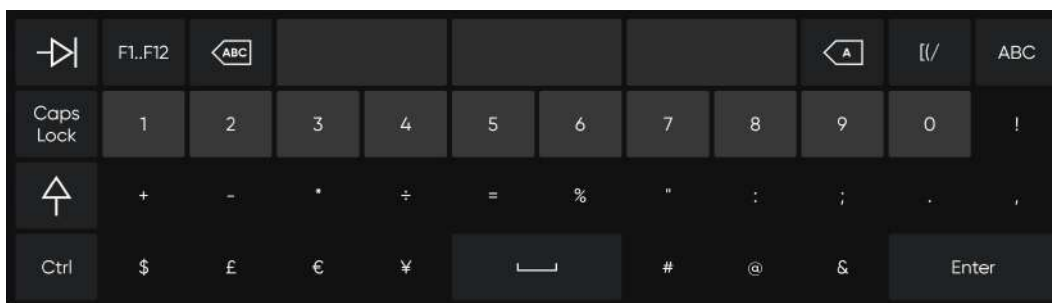 F1..F12 ABC A [(/ ABC
Caps Lock 1 2 3 4 5 6 7 8 9 0 !
+ - * ÷ = % " : ; . ,
Ctrl $ £ € ¥ # @ & Enter